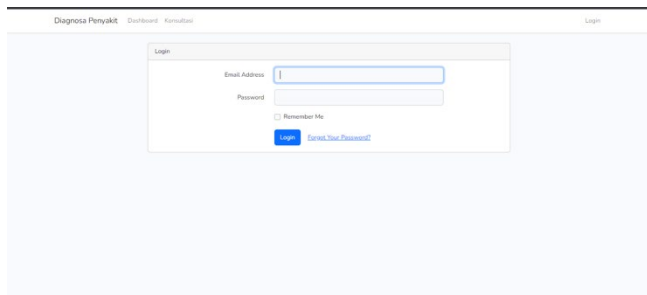 Diagnosa Penyakit Dashboard Konsultasi Login
Login
Email Address
Password
Remember Me
Login Forgot Your Password?